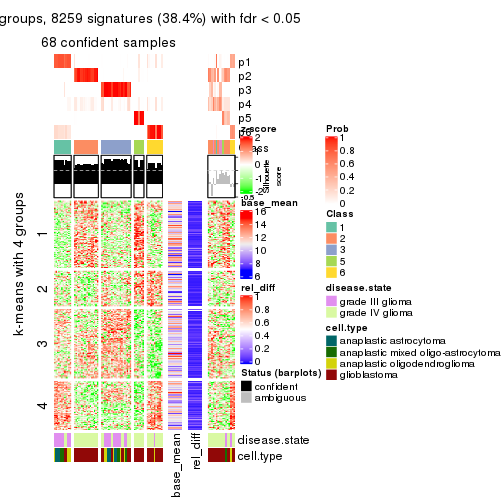 groups, 8259 signatures (38.4%) with fdr < 0.05
68 confident samples
p1
p2
p3
p4
p5
z-score
2
1
0
-1
-2
Silhouette
score
-0.5
k-means with 4 groups
1
2
3
4
base_mean
16
14
12
10
8
6
rel_diff
1
0.8
0.6
0.4
0.2
0
Status (barplots)
confident
ambiguous
Prob
1
0.8
0.6
0.4
0.2
0
Class
1
2
3
5
6
disease.state
grade III glioma
grade IV glioma
cell.type
anaplastic astrocytoma
anaplastic mixed oligo-astrocytoma
anaplastic oligodendroglioma
glioblastoma
disease.state
cell.type
base_mean
rel_diff